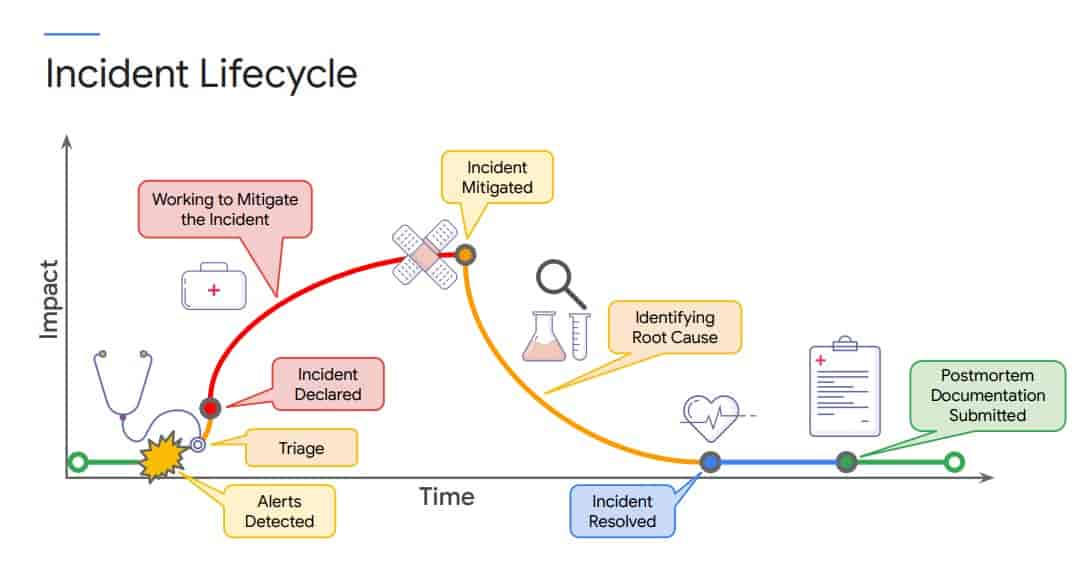 Incident Lifecycle
Incident
Mitigated
Working to Mitigate
the Incident
Impact
Identifying
Root Cause
Incident
Declared
Postmortem
Documentation
Submitted
Triage
Alerts
Detected
Time
Incident
Resolved